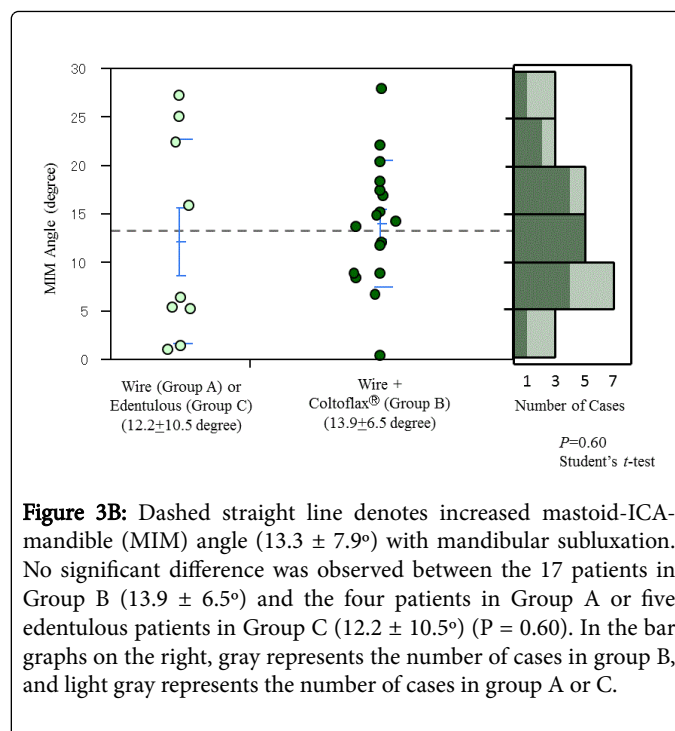 30
25
20
15
10
5
0
MIM Angle (degree)
Wire (Group A) or
Edentulous (Group C)
(12.2±10.5 degree)
Wire +
Coltoflax® (Group B)
(13.9±6.5 degree)
1 3 5 7
Number of Cases
P=0.60
Student's t-test
Figure 3B: Dashed straight line denotes increased mastoid-ICA-
mandible (MIM) angle (13.3 ± 7.9º) with mandibular subluxation.
No significant difference was observed between the 17 patients in
Group B (13.9 ± 6.5º) and the four patients in Group A or five
edentulous patients in Group C (12.2 ± 10.5º) (P = 0.60). In the bar
graphs on the right, gray represents the number of cases in group B,
and light gray represents the number of cases in group A or C.